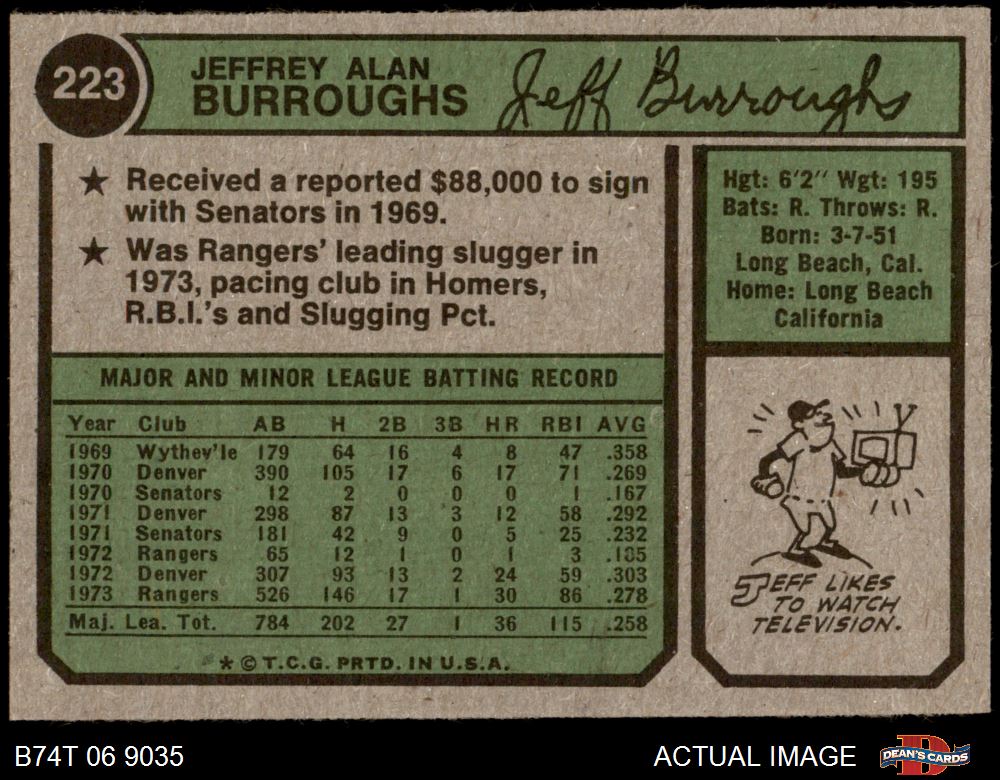 223
JEFFREY ALAN
BURROUGHS
Jeff Burroughs
★ Received a reported $88,000 to sign
with Senators in 1969.
★ Was Rangers' leading slugger in
1973, pacing club in Homers,
R.B.I.'s and Slugging Pct.
Hgt: 6'2" Wgt: 195
Bats: R. Throws: R.
Born: 3-7-51
Long Beach, Cal.
Home: Long Beach
California
MAJOR AND MINOR LEAGUE BATTING RECORD
Year Club AB H 2B 3B HR RBI AVG
1969 Wythev'le 179 64 16 4 8 47 .358
1970 Denver 390 105 17 6 17 71 .269
1970 Senators 12 2 0 0 0 1 .167
1971 Denver 298 87 13 3 12 58 .292
1971 Senators 181 42 9 0 5 25 .232
1972 Rangers 65 12 1 0 1 3 .185
1972 Denver 307 93 13 2 24 59 .303
1973 Rangers 526 146 17 1 30 86 .278
Maj. Lea. Tot. 784 202 27 1 36 115 .258
* © T.C.G. PRTD. IN U.S.A.
JEFF LIKES
TO WATCH
TELEVISION.
B74T 06 9035
ACTUAL IMAGE
DEAN'S CARDS